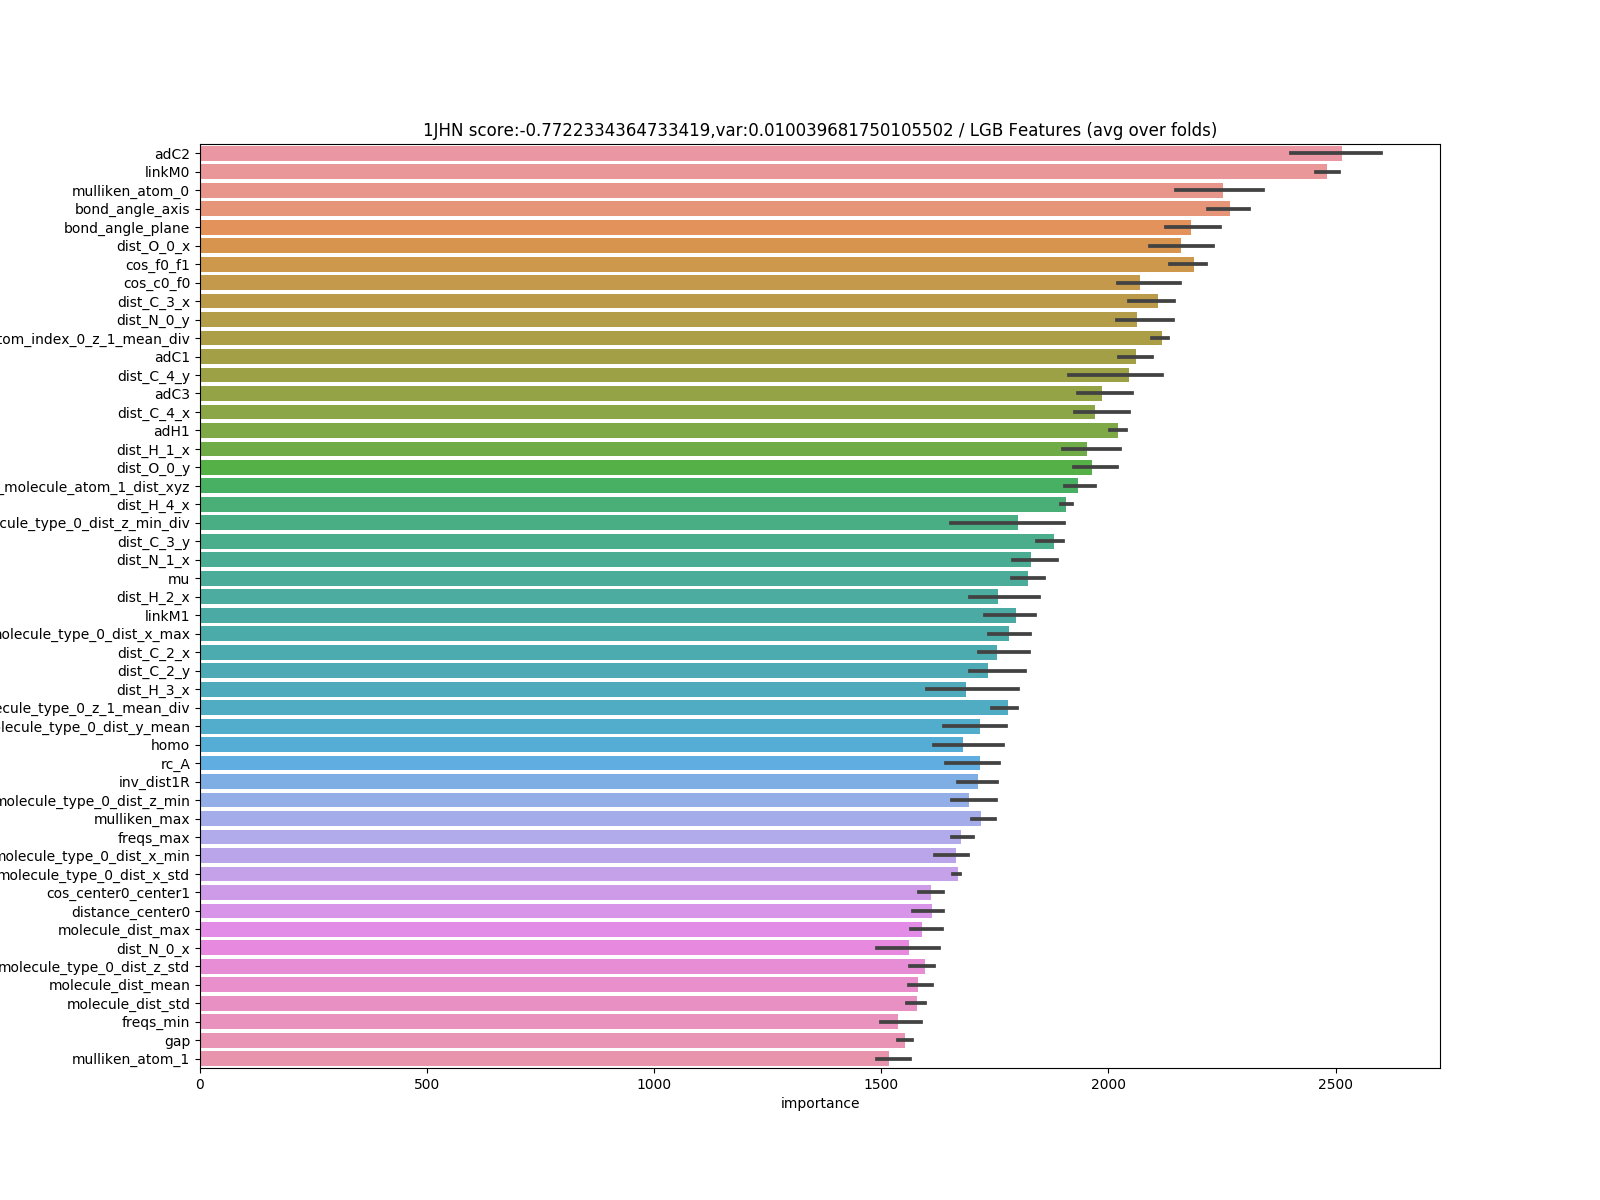 1JHN score:-0.7722334364733419,var:0.010039681750105502 / LGB Features (avg over folds)
adC2
linkM0
mulliken_atom_0
bond_angle_axis
bond_angle_plane
dist_O_0_x
cos_f0_f1
cos_c0_f0
dist_C_3_x
dist_N_0_y
tom_index_0_z_1_mean_div
adC1
dist_C_4_y
adC3
dist_C_4_x
adH1
dist_H_1_x
dist_O_0_y
_molecule_atom_1_dist_xyz
dist_H_4_x
cule_type_0_dist_z_min_div
dist_C_3_y
dist_N_1_x
mu
dist_H_2_x
linkM1
olecule_type_0_dist_x_max
dist_C_2_x
dist_C_2_y
dist_H_3_x
ecule_type_0_z_1_mean_div
lecule_type_0_dist_y_mean
homo
rc_A
inv_dist1R
molecule_type_0_dist_z_min
mulliken_max
freqs_max
molecule_type_0_dist_x_min
molecule_type_0_dist_x_std
cos_center0_center1
distance_center0
molecule_dist_max
dist_N_0_x
molecule_type_0_dist_z_std
molecule_dist_mean
molecule_dist_std
freqs_min
gap
mulliken_atom_1
0 500 1000 1500 2000 2500
importance